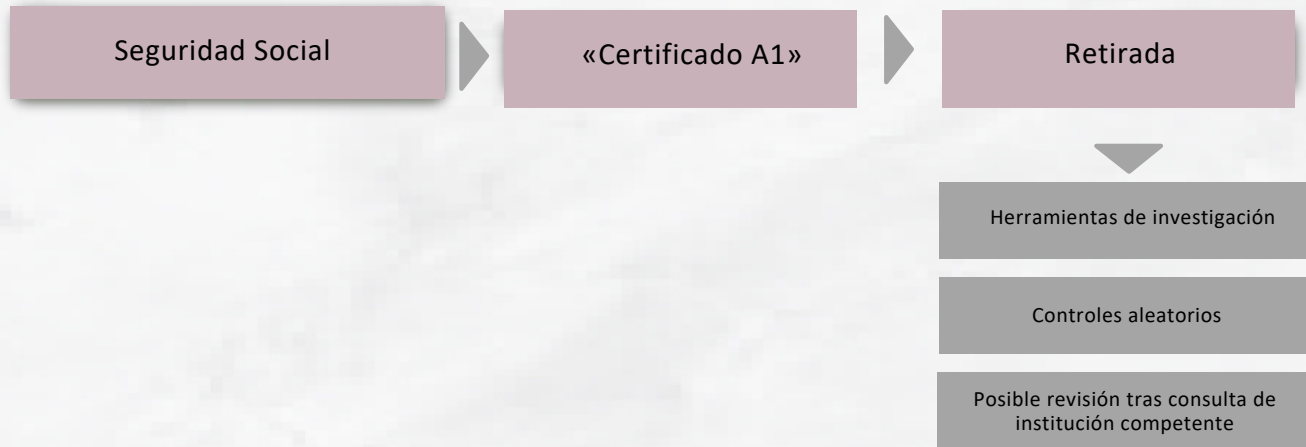 Seguridad Social
«Certificado A1»
Retirada
Herramientas de investigación
Controles aleatorios
Posible revisión tras consulta de
institución competente